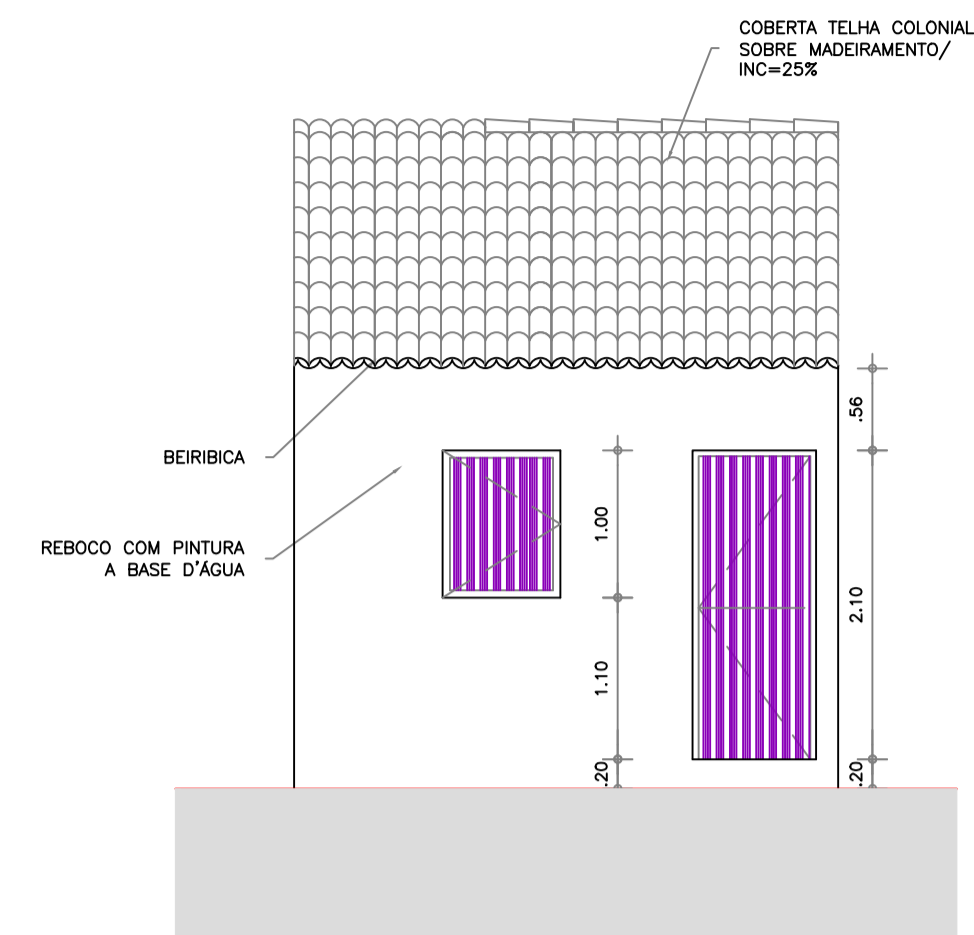 COBERTA TELHA COLONIAL
SOBRE MADEIRAMENTO/
INC=25%
.56
BEIRIBICA
1.00
REBOCO COM PINTURA
A BASE D'ÁGUA
2.10
1.10
.20
.20